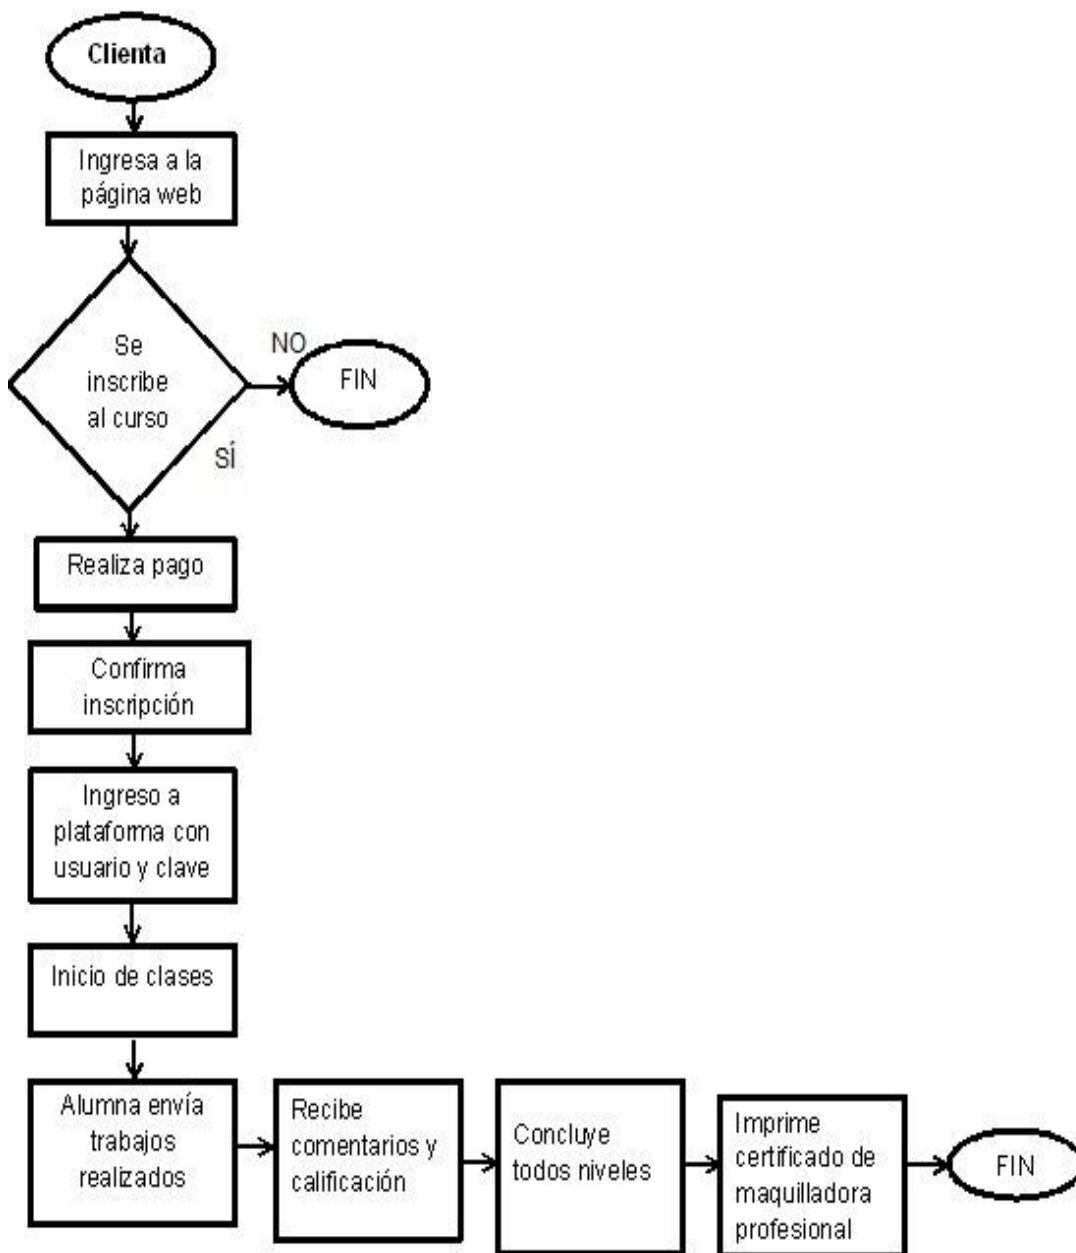 Clienta
Ingresa a la
página web
Se
inscribe
al curso
NO
FIN
SÍ
Realiza pago
Confirma
inscripción
Ingreso a
plataforma con
usuario y clave
Inicio de clases
Alumna envía
trabajos
realizados
Recibe
comentarios y
calificación
Concluye
todos niveles
Imprime
certificado de
maquilladora
profesional
FIN